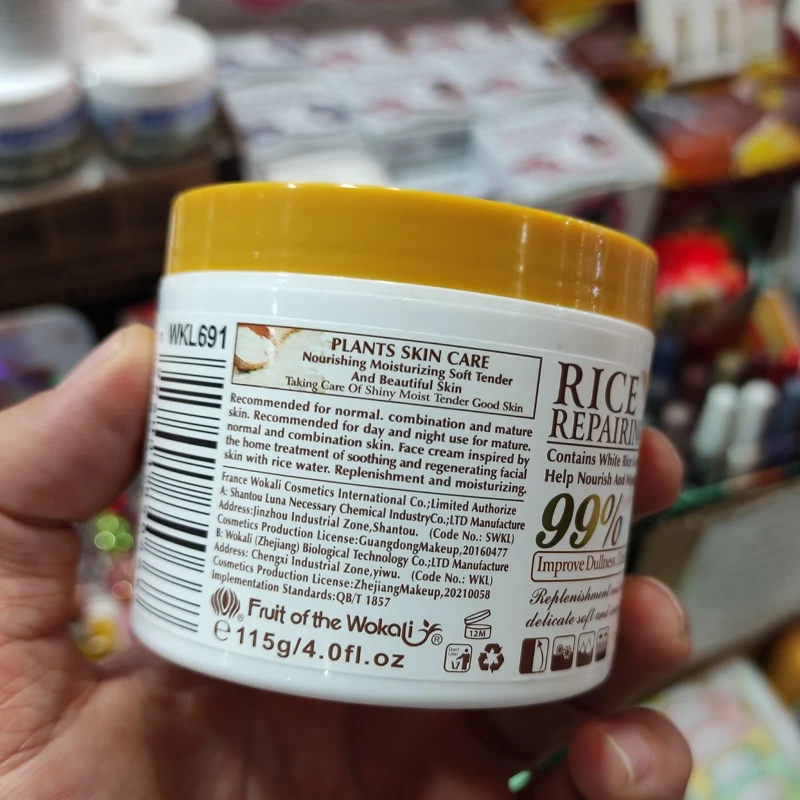 WKL691
PLANTS SKIN CARE
Nourishing Moisturizing Soft Tender
And Beautiful Skin
Taking Care Of Shiny Moist Tender Good Skin
Recommended for normal. combination and mature
skin. Recommended for day and night use for mature.
normal and combination skin. Face cream inspired by
the home treatment of soothing and regenerating facial
skin with rice water. Replenishment and moisturizing.
France Wokali Cosmetics International Co.;Limited Authorize
A: Shantou Luna Necessary Chemical IndustryCo.;LTD Manufacture
Address:Jinzhou Industrial Zone,Shantou. (Code No.: SWKL)
Cosmetics Production License:GuangdongMakeup,20160477
B: Wokali (Zhejiang) Biological Technology Co.;LTD Manufacture
Address: Chengxi Industrial Zone,yiwu. (Code No.: WKL)
Cosmetics Production License:ZhejiangMakeup,20210058
Implementation Standards:QB/T 1857
® Fruit of the Wokali ®
12M
℮ 115g/4.0fl.oz
RICE
Contains White Rice
Help Nourish And
99%
Improve Dullness
Replenishment
delicate soft and